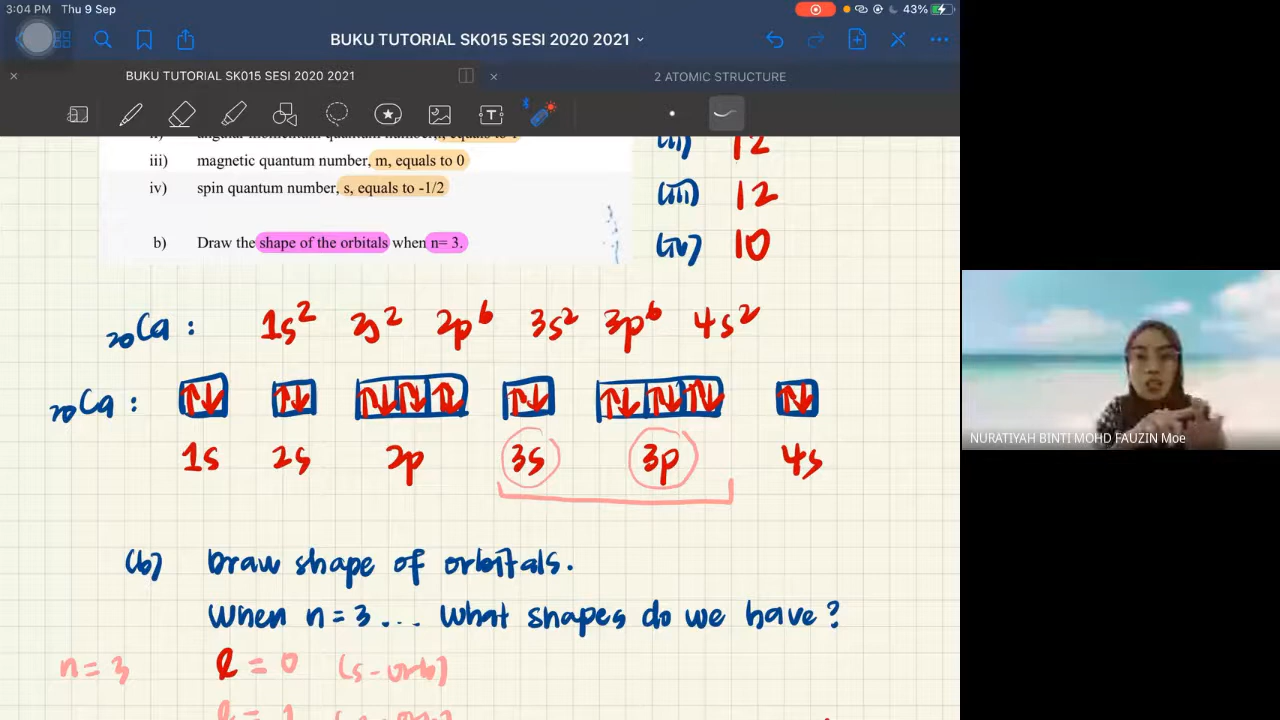 3:04 PM Thu 9 Sep 43%
BUKU TUTORIAL SK015 SESI 2020 2021
BUKU TUTORIAL SK015 SESI 2020 2021
2 ATOMIC STRUCTURE
iii) magnetic quantum number, m, equals to 0
iv) spin quantum number, s, equals to -1/2
b) Draw the shape of the orbitals when n= 3.
(ii) 12
(iii) 12
(iv) 10
₂₀Ca : 1s² 2s² 2p⁶ 3s² 3p⁶ 4s²
₂₀Ca : ↑↓ ↑↓ ↑↓ ↑↓ ↑↓ ↑↓ ↑↓ ↑↓ ↑↓ ↑↓
1s 2s 2p 3s 3p 4s
(b) Draw shape of orbitals.
When n = 3 ... What shapes do we have?
n = 3 ℓ = 0 (s-orb)
NURATIYAH BINTI MOHD FAUZIN Moe